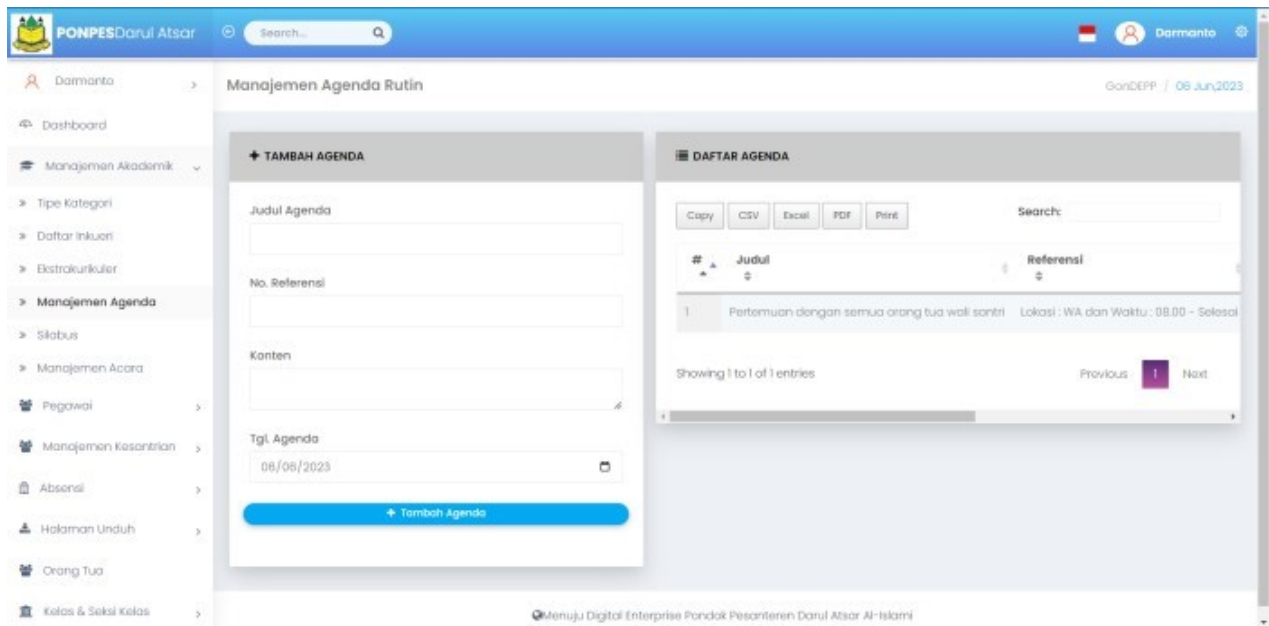 PONPESDarul Atsar
Search...
Darmanto
Darmanto
Dashboard
Manajemen Akademik
Tipe Kategori
Daftar Inkueri
Ekstrakurikuler
Manajemen Agenda
Silabus
Manajemen Acara
Pegawai
Manajemen Kesantrian
Absensi
Halaman Unduh
Orang Tua
Kelas & Seksi Kelas
Manajemen Agenda Rutin
GonDEPP / 06 Jun,2023
+ TAMBAH AGENDA
Judul Agenda
No. Referensi
Konten
Tgl. Agenda
06/06/2023
+ Tambah Agenda
DAFTAR AGENDA
Copy CSV Excel PDF Print
Search:
# Judul Referensi
1 Pertemuan dengan semua orang tua wali santri Lokasi : WA dan Waktu : 08.00 - Selesai
Showing 1 to 1 of 1 entries
Previous 1 Next
Menuju Digital Enterprise Pondok Pesanteren Darul Atsar Al-Islami